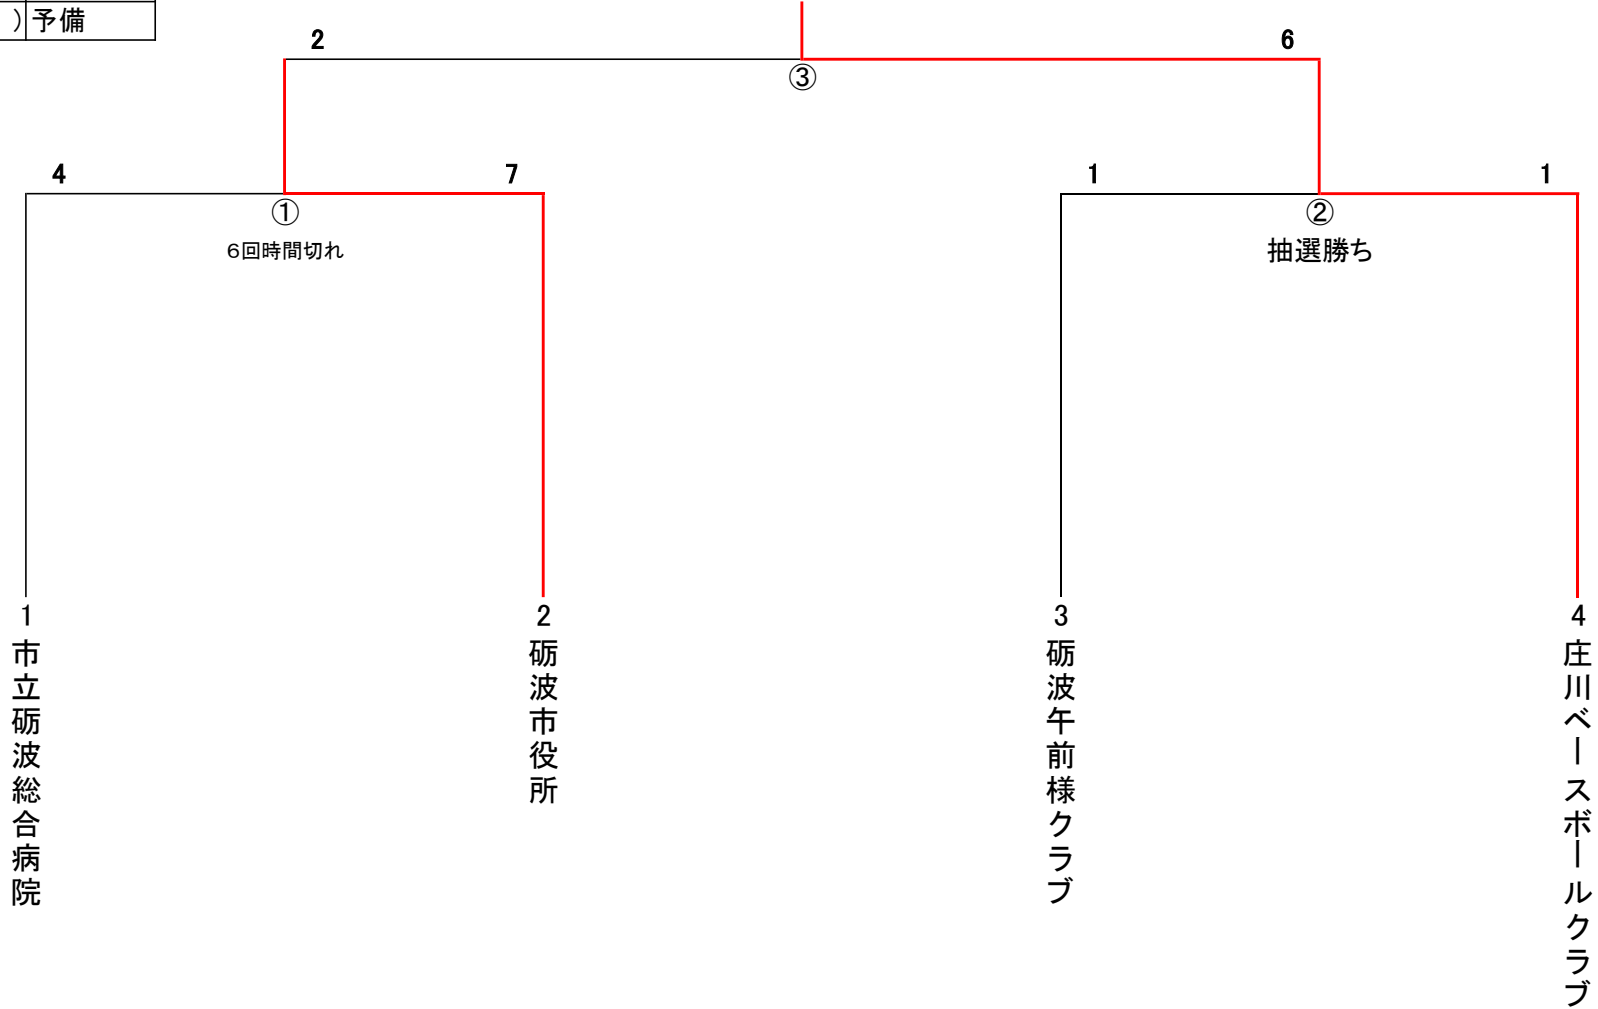 ）予備
2
6
③
4
7
1
1
①
②
6回時間切れ
抽選勝ち
1
2
3
4
市立砺波総合病院
砺波市役所
砺波午前様クラブ
庄川ベースボールクラブ